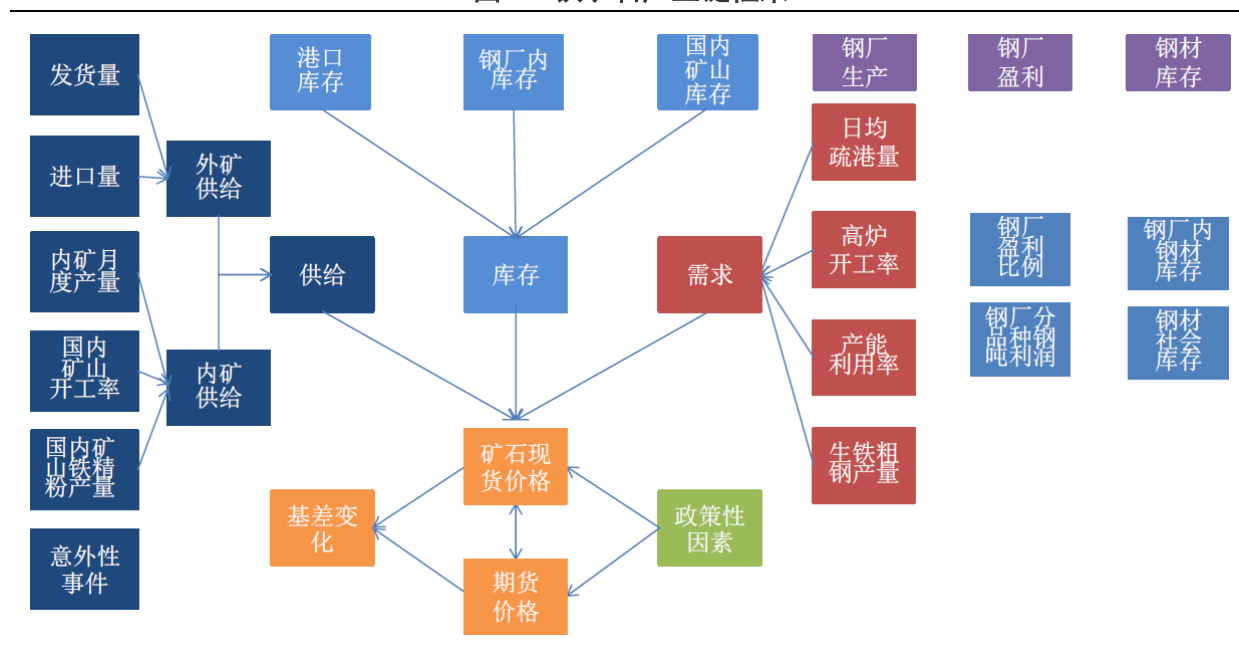 发货量
港口
库存
钢厂内
库存
国内
矿山
库存
钢厂
生产
钢厂
盈利
钢材
库存
日均
疏港量
进口量
外矿
供给
内矿月
度产量
供给
库存
需求
高炉
开工率
钢厂
盈利
比例
钢厂内
钢材
库存
国内
矿山
开工率
内矿
供给
产能
利用率
钢厂分
品种钢
吨利润
钢材
社会
库存
国内矿
山铁精
粉产量
矿石现
货价格
生铁粗
钢产量
基差变
化
政策性
因素
意外性
事件
期货
价格